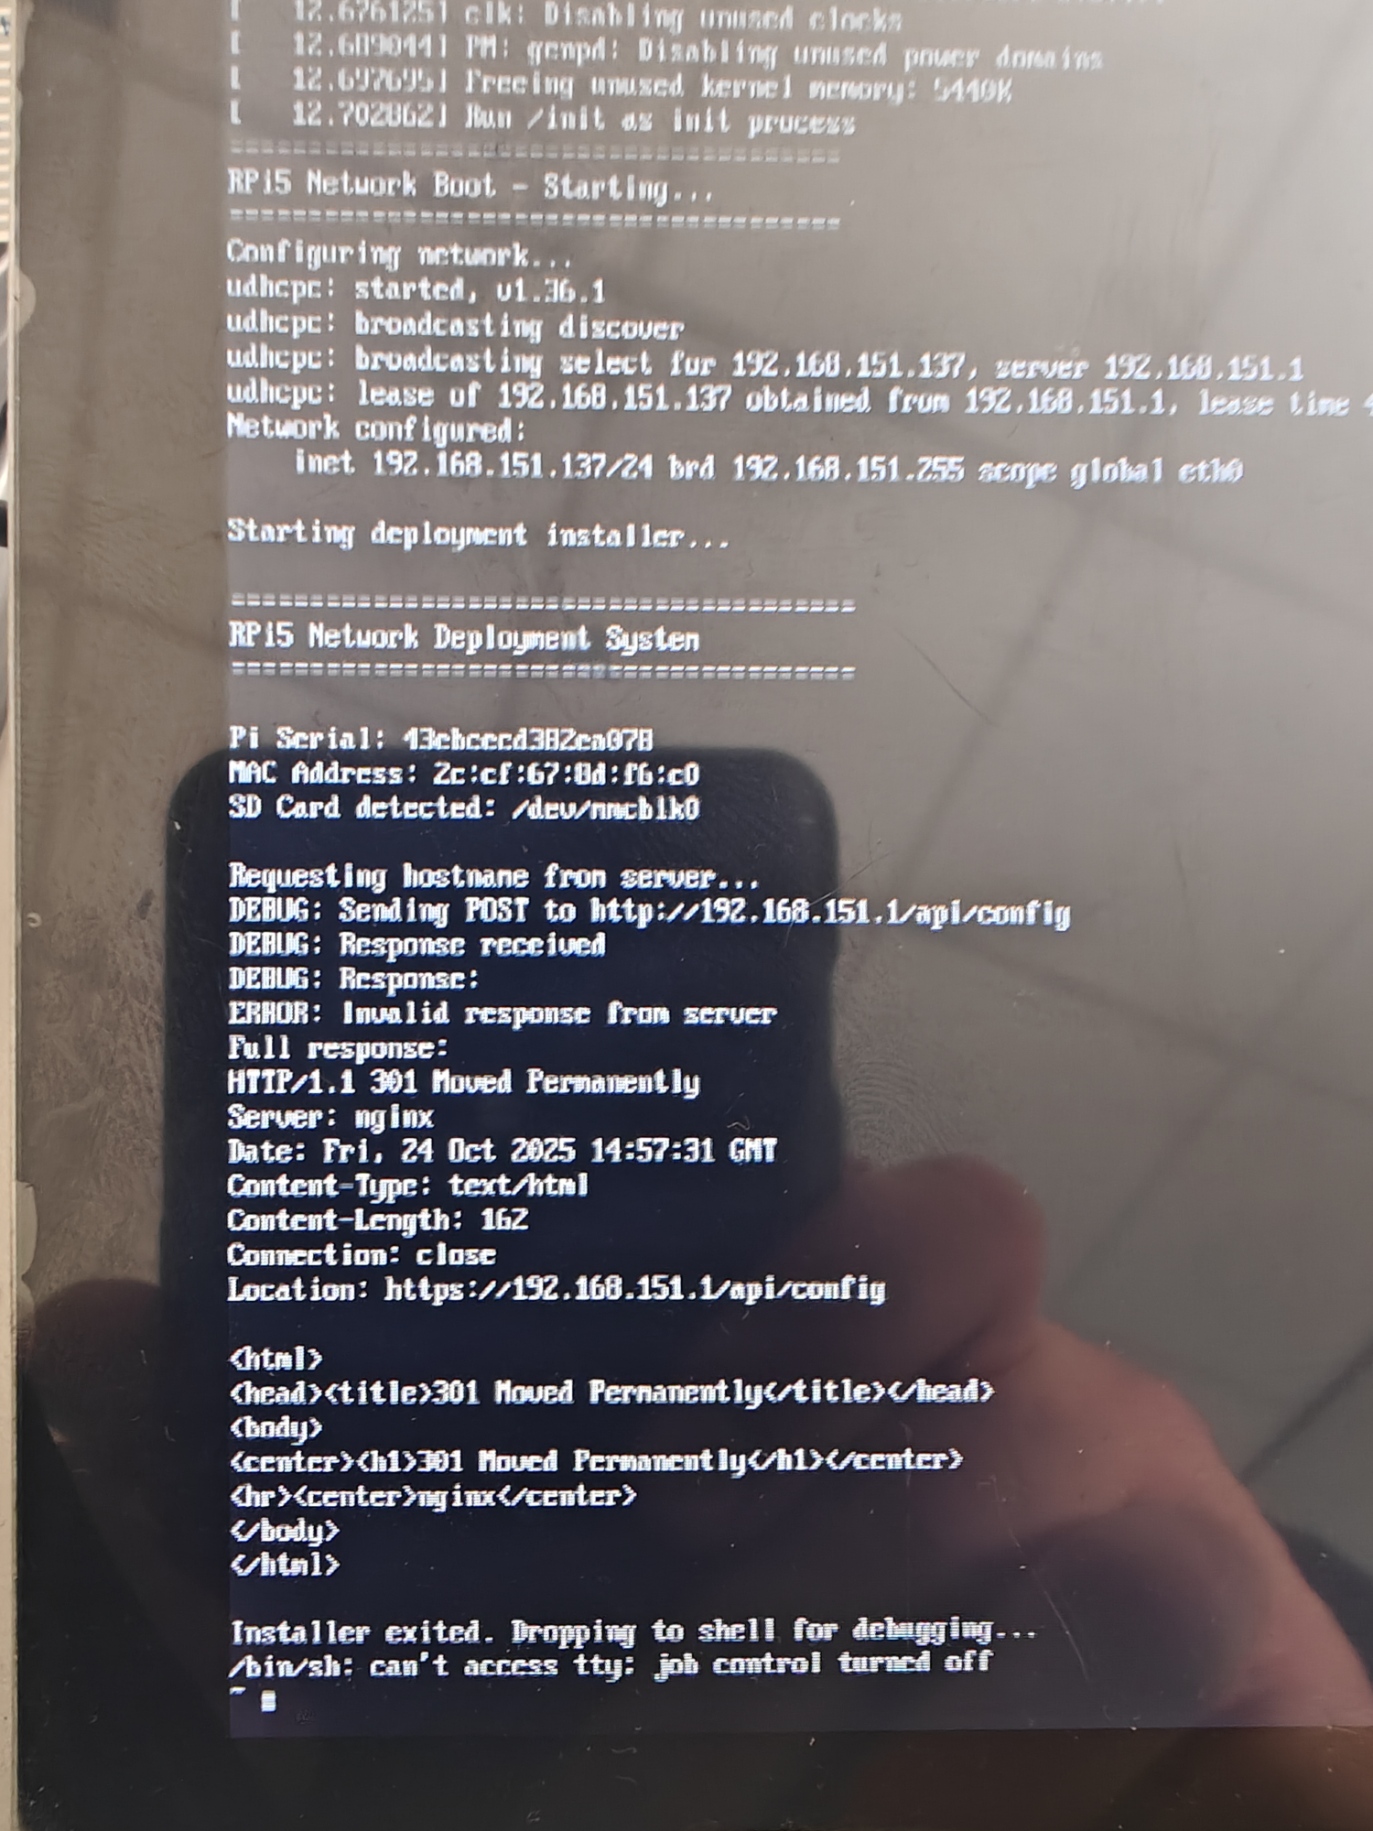 [   12.676125] clk: Disabling unused clocks
[   12.689044] PM: genpd: Disabling unused power domains
[   12.697695] Freeing unused kernel memory: 5440K
[   12.702862] Run /init as init process
=======================================
RPi5 Network Boot - Starting...
=======================================
Configuring network...
udhcpc: started, v1.36.1
udhcpc: broadcasting discover
udhcpc: broadcasting select for 192.168.151.137, server 192.168.151.1
udhcpc: lease of 192.168.151.137 obtained from 192.168.151.1, lease time
Network configured:
    inet 192.168.151.137/24 brd 192.168.151.255 scope global eth0
Starting deployment installer...
========================================
RPi5 Network Deployment System
========================================
Pi Serial: 43ebcecd382ea078
MAC Address: 2c:cf:67:8d:f6:c0
SD Card detected: /dev/mmcblk0
Requesting hostname from server...
DEBUG: Sending POST to http://192.168.151.1/api/config
DEBUG: Response received
DEBUG: Response:
ERROR: Invalid response from server
Full response:
HTTP/1.1 301 Moved Permanently
Server: nginx
Date: Fri, 24 Oct 2025 14:57:31 GMT
Content-Type: text/html
Content-Length: 162
Connection: close
Location: https://192.168.151.1/api/config
<html>
<head><title>301 Moved Permanently</title></head>
<body>
<center><h1>301 Moved Permanently</h1></center>
<hr><center>nginx</center>
</body>
</html>
Installer exited. Dropping to shell for debugging...
/bin/sh: can't access tty: job control turned off
~